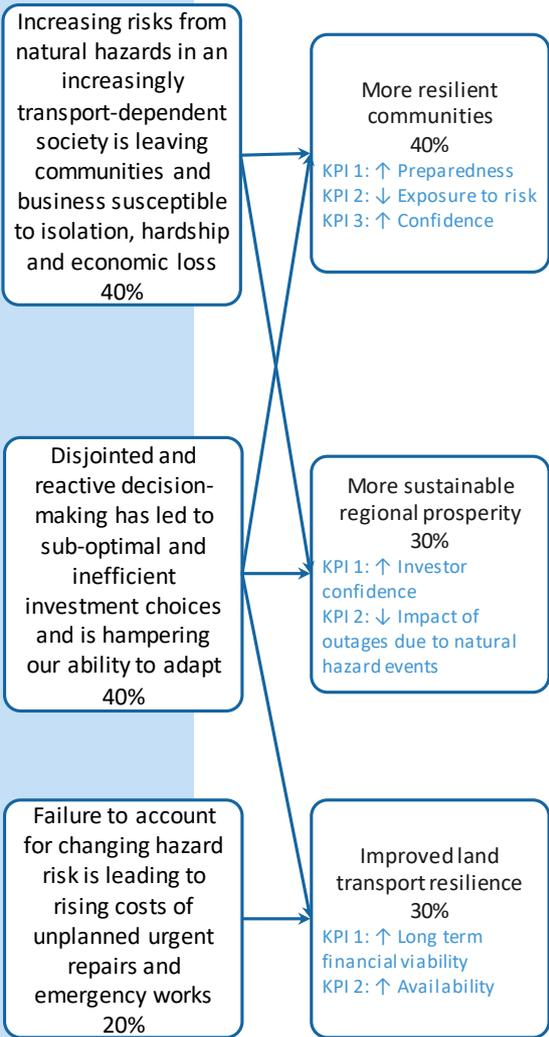 Increasing risks from
natural hazards in an
increasingly
transport-dependent
society is leaving
communities and
business susceptible
to isolation, hardship
and economic loss
40%
Disjointed and
reactive decision-
making has led to
sub-optimal and
inefficient
investment choices
and is hampering
our ability to adapt
40%
Failure to account
for changing hazard
risk is leading to
rising costs of
unplanned urgent
repairs and
emergency works
20%
More resilient
communities
40%
KPI 1: ↑ Preparedness
KPI 2: ↓ Exposure to risk
KPI 3: ↑ Confidence
More sustainable
regional prosperity
30%
KPI 1: ↑ Investor
confidence
KPI 2: ↓ Impact of
outages due to natural
hazard events
Improved land
transport resilience
30%
KPI 1: ↑ Long term
financial viability
KPI 2: ↑ Availability